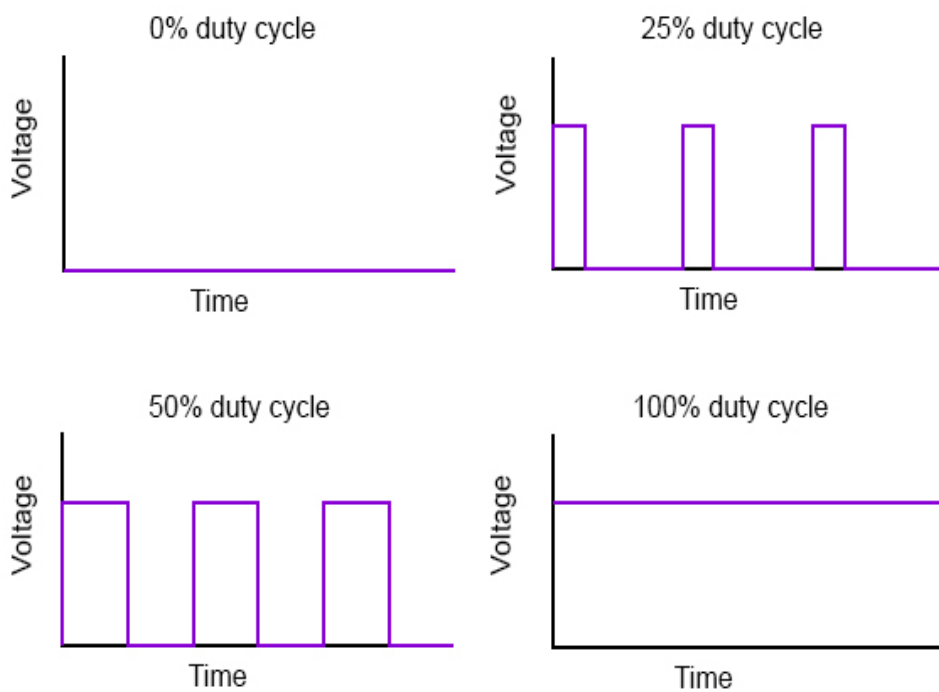 0% duty cycle
Voltage
Time
25% duty cycle
Voltage
Time
50% duty cycle
Voltage
Time
100% duty cycle
Voltage
Time